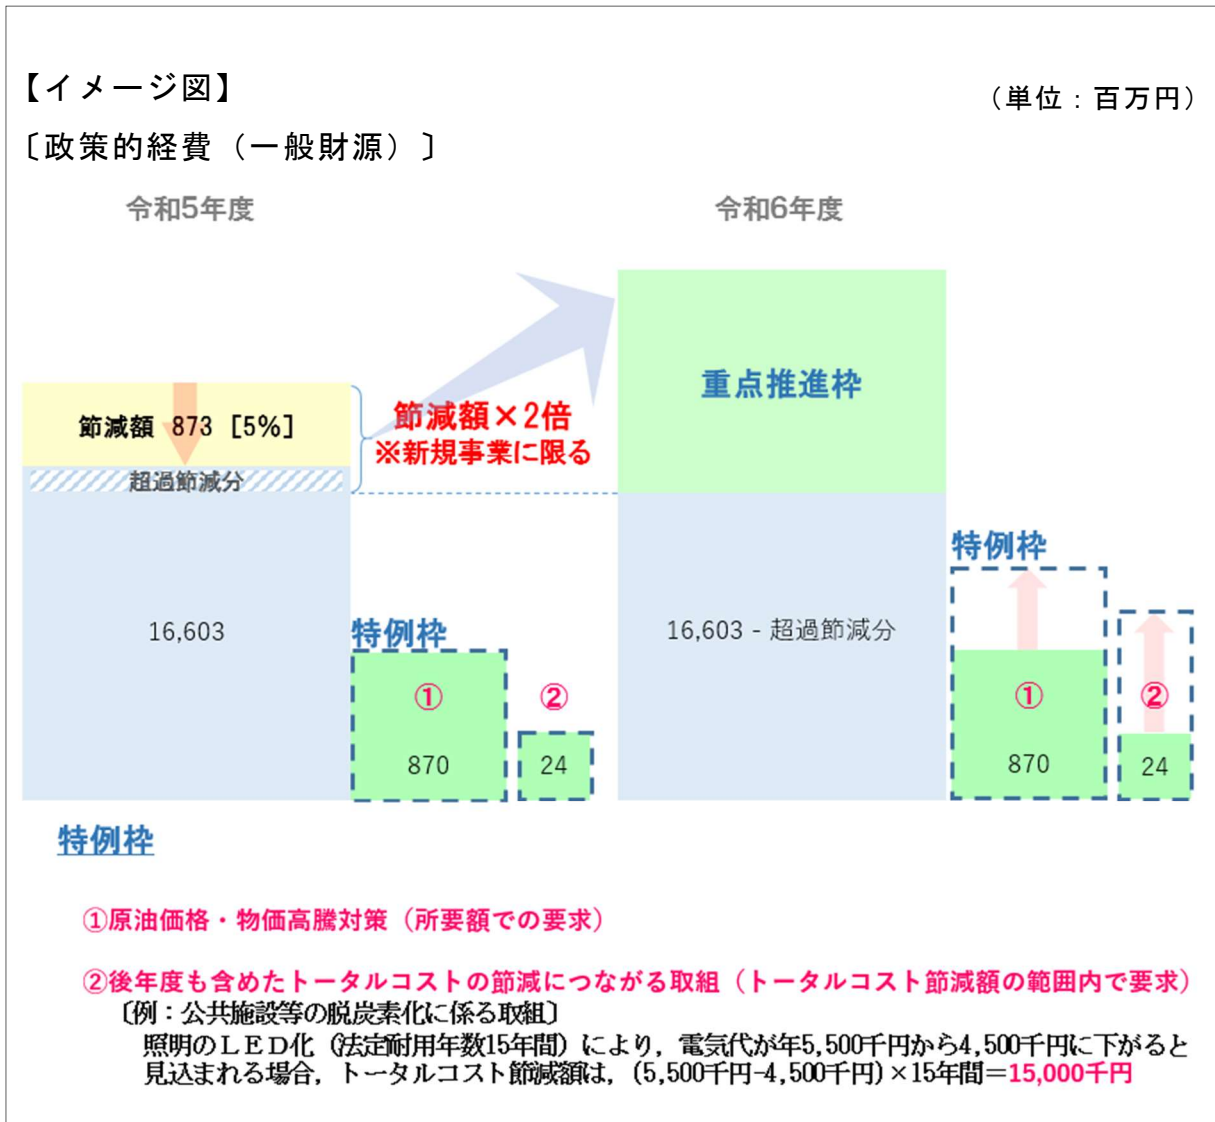 【イメージ図】
（単位：百万円）
〔政策的経費（一般財源）〕
令和5年度
令和6年度
重点推進枠
節減額 873 [5%]
節減額×2倍
※新規事業に限る
超過節減分
特例枠
16,603
特例枠
16,603 - 超過節減分
①
②
①
②
870
24
870
24
特例枠
①原油価格・物価高騰対策（所要額での要求）
②後年度も含めたトータルコストの節減につながる取組（トータルコスト節減額の範囲内で要求）
〔例：公共施設等の脱炭素化に係る取組〕
照明のＬＥＤ化（法定耐用年数15年間）により，電気代が年5,500千円から4,500千円に下がると
見込まれる場合，トータルコスト節減額は，(5,500千円-4,500千円)×15年間＝15,000千円